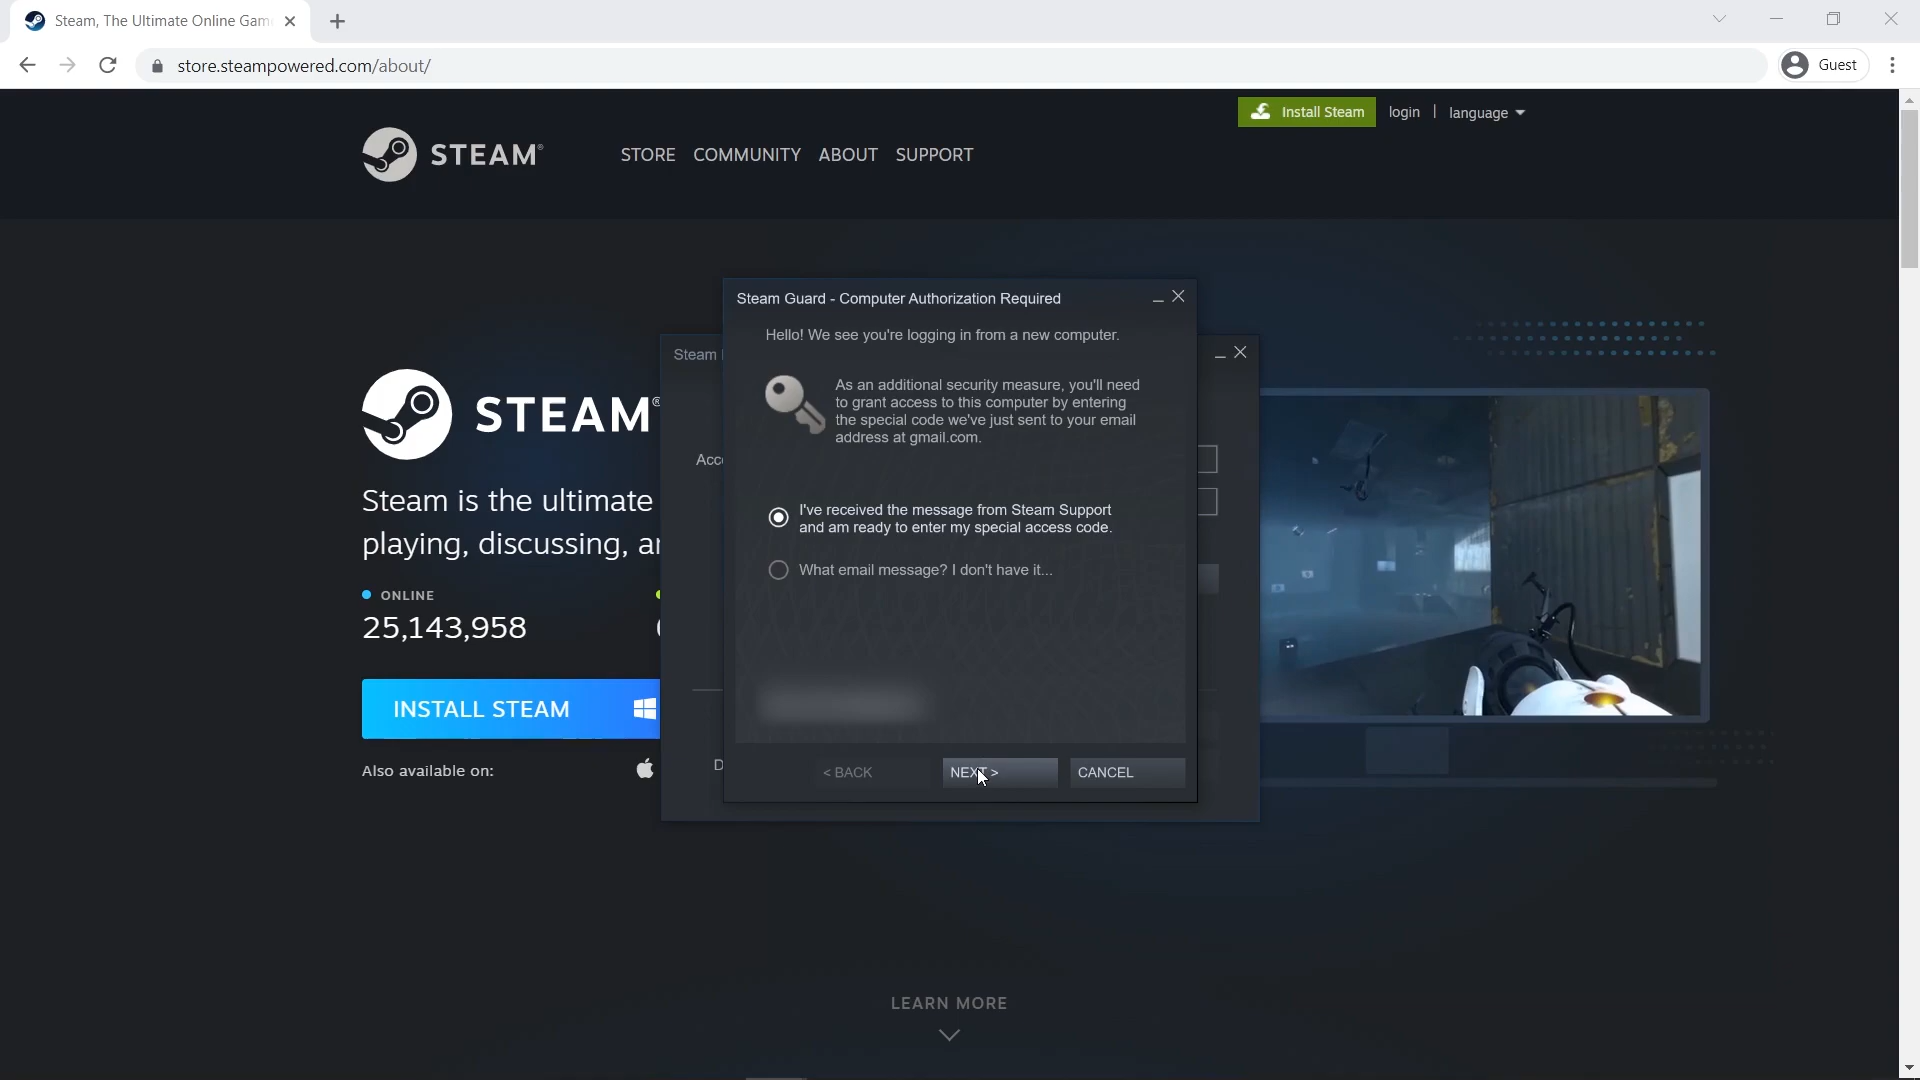 Steam, The Ultimate Online Gam
Guest
store.steampowered.com/about/
Install Steam
login
language
STEAM®
STORE
COMMUNITY
ABOUT
SUPPORT
Steam Guard - Computer Authorization Required
Hello! We see you're logging in from a new computer.
Steam
As an additional security measure, you'll need
to grant access to this computer by entering
the special code we've just sent to your email
address at gmail.com.
STEAM®
Acc
Steam is the ultimate
playing, discussing, a
I've received the message from Steam Support
and am ready to enter my special access code.
What email message? I don't have it...
ONLINE
25,143,958
INSTALL STEAM
Also available on:
D
< BACK
NEXT >
CANCEL
LEARN MORE